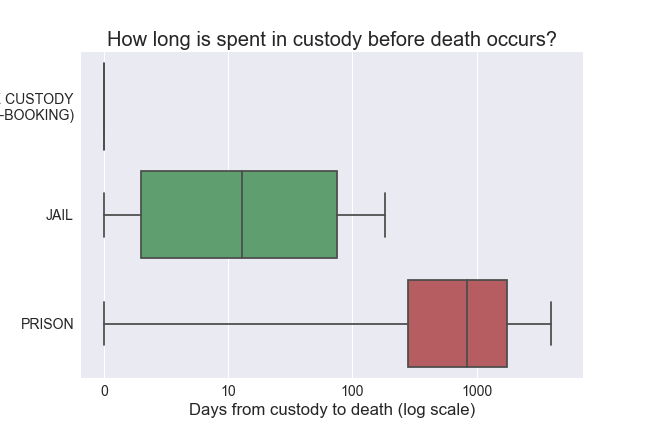 How long is spent in custody before death occurs?
CUSTODY
-BOOKING)
JAIL
PRISON
0 10 100 1000
Days from custody to death (log scale)